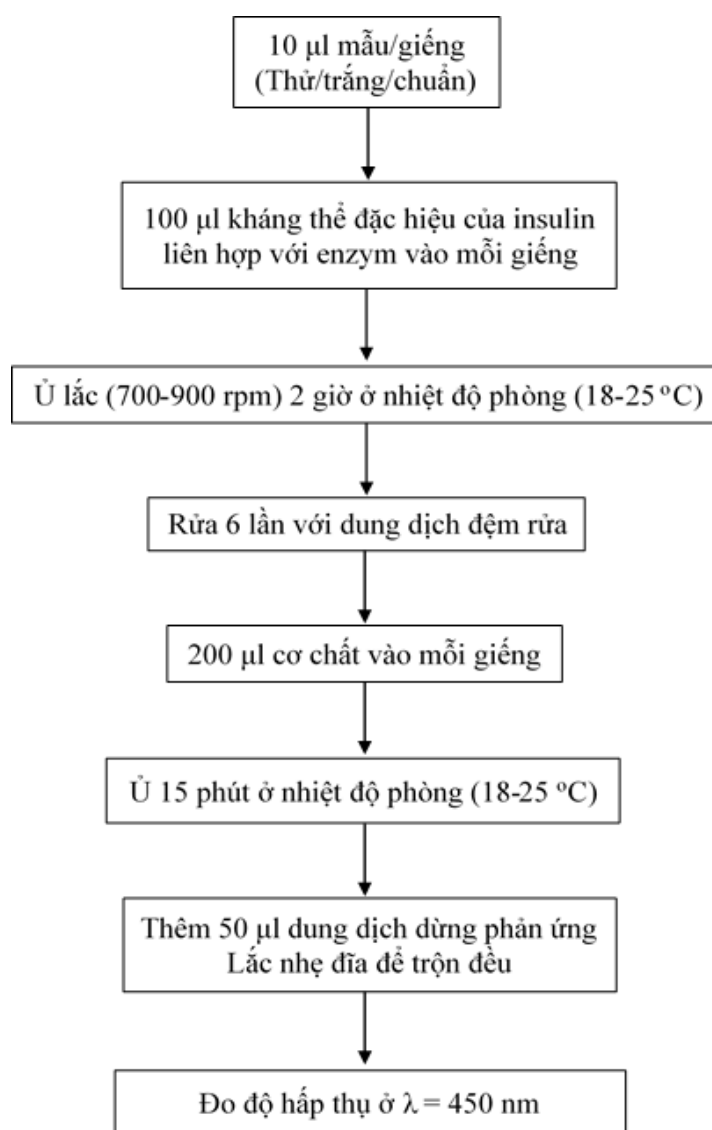 10 µl mẫu/giếng
(Thử/trắng/chuẩn)
100 µl kháng thể đặc hiệu của insulin
liên hợp với enzym vào mỗi giếng
Ủ lắc (700-900 rpm) 2 giờ ở nhiệt độ phòng (18-25 ºC)
Rửa 6 lần với dung dịch đệm rửa
200 µl cơ chất vào mỗi giếng
Ủ 15 phút ở nhiệt độ phòng (18-25 ºC)
Thêm 50 µl dung dịch dừng phản ứng
Lắc nhẹ đĩa để trộn đều
Đo độ hấp thụ ở λ = 450 nm